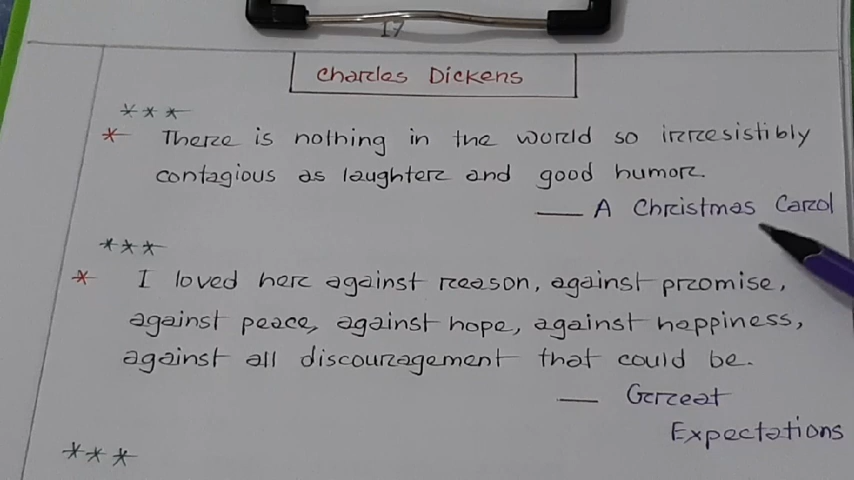 17
Charles Dickens
***
* There is nothing in the world so irresistibly
contagious as laughter and good humor.
— A Christmas Carol
***
* I loved her against reason, against promise,
against peace, against hope, against happiness,
against all discouragement that could be.
— Great
Expectations
***